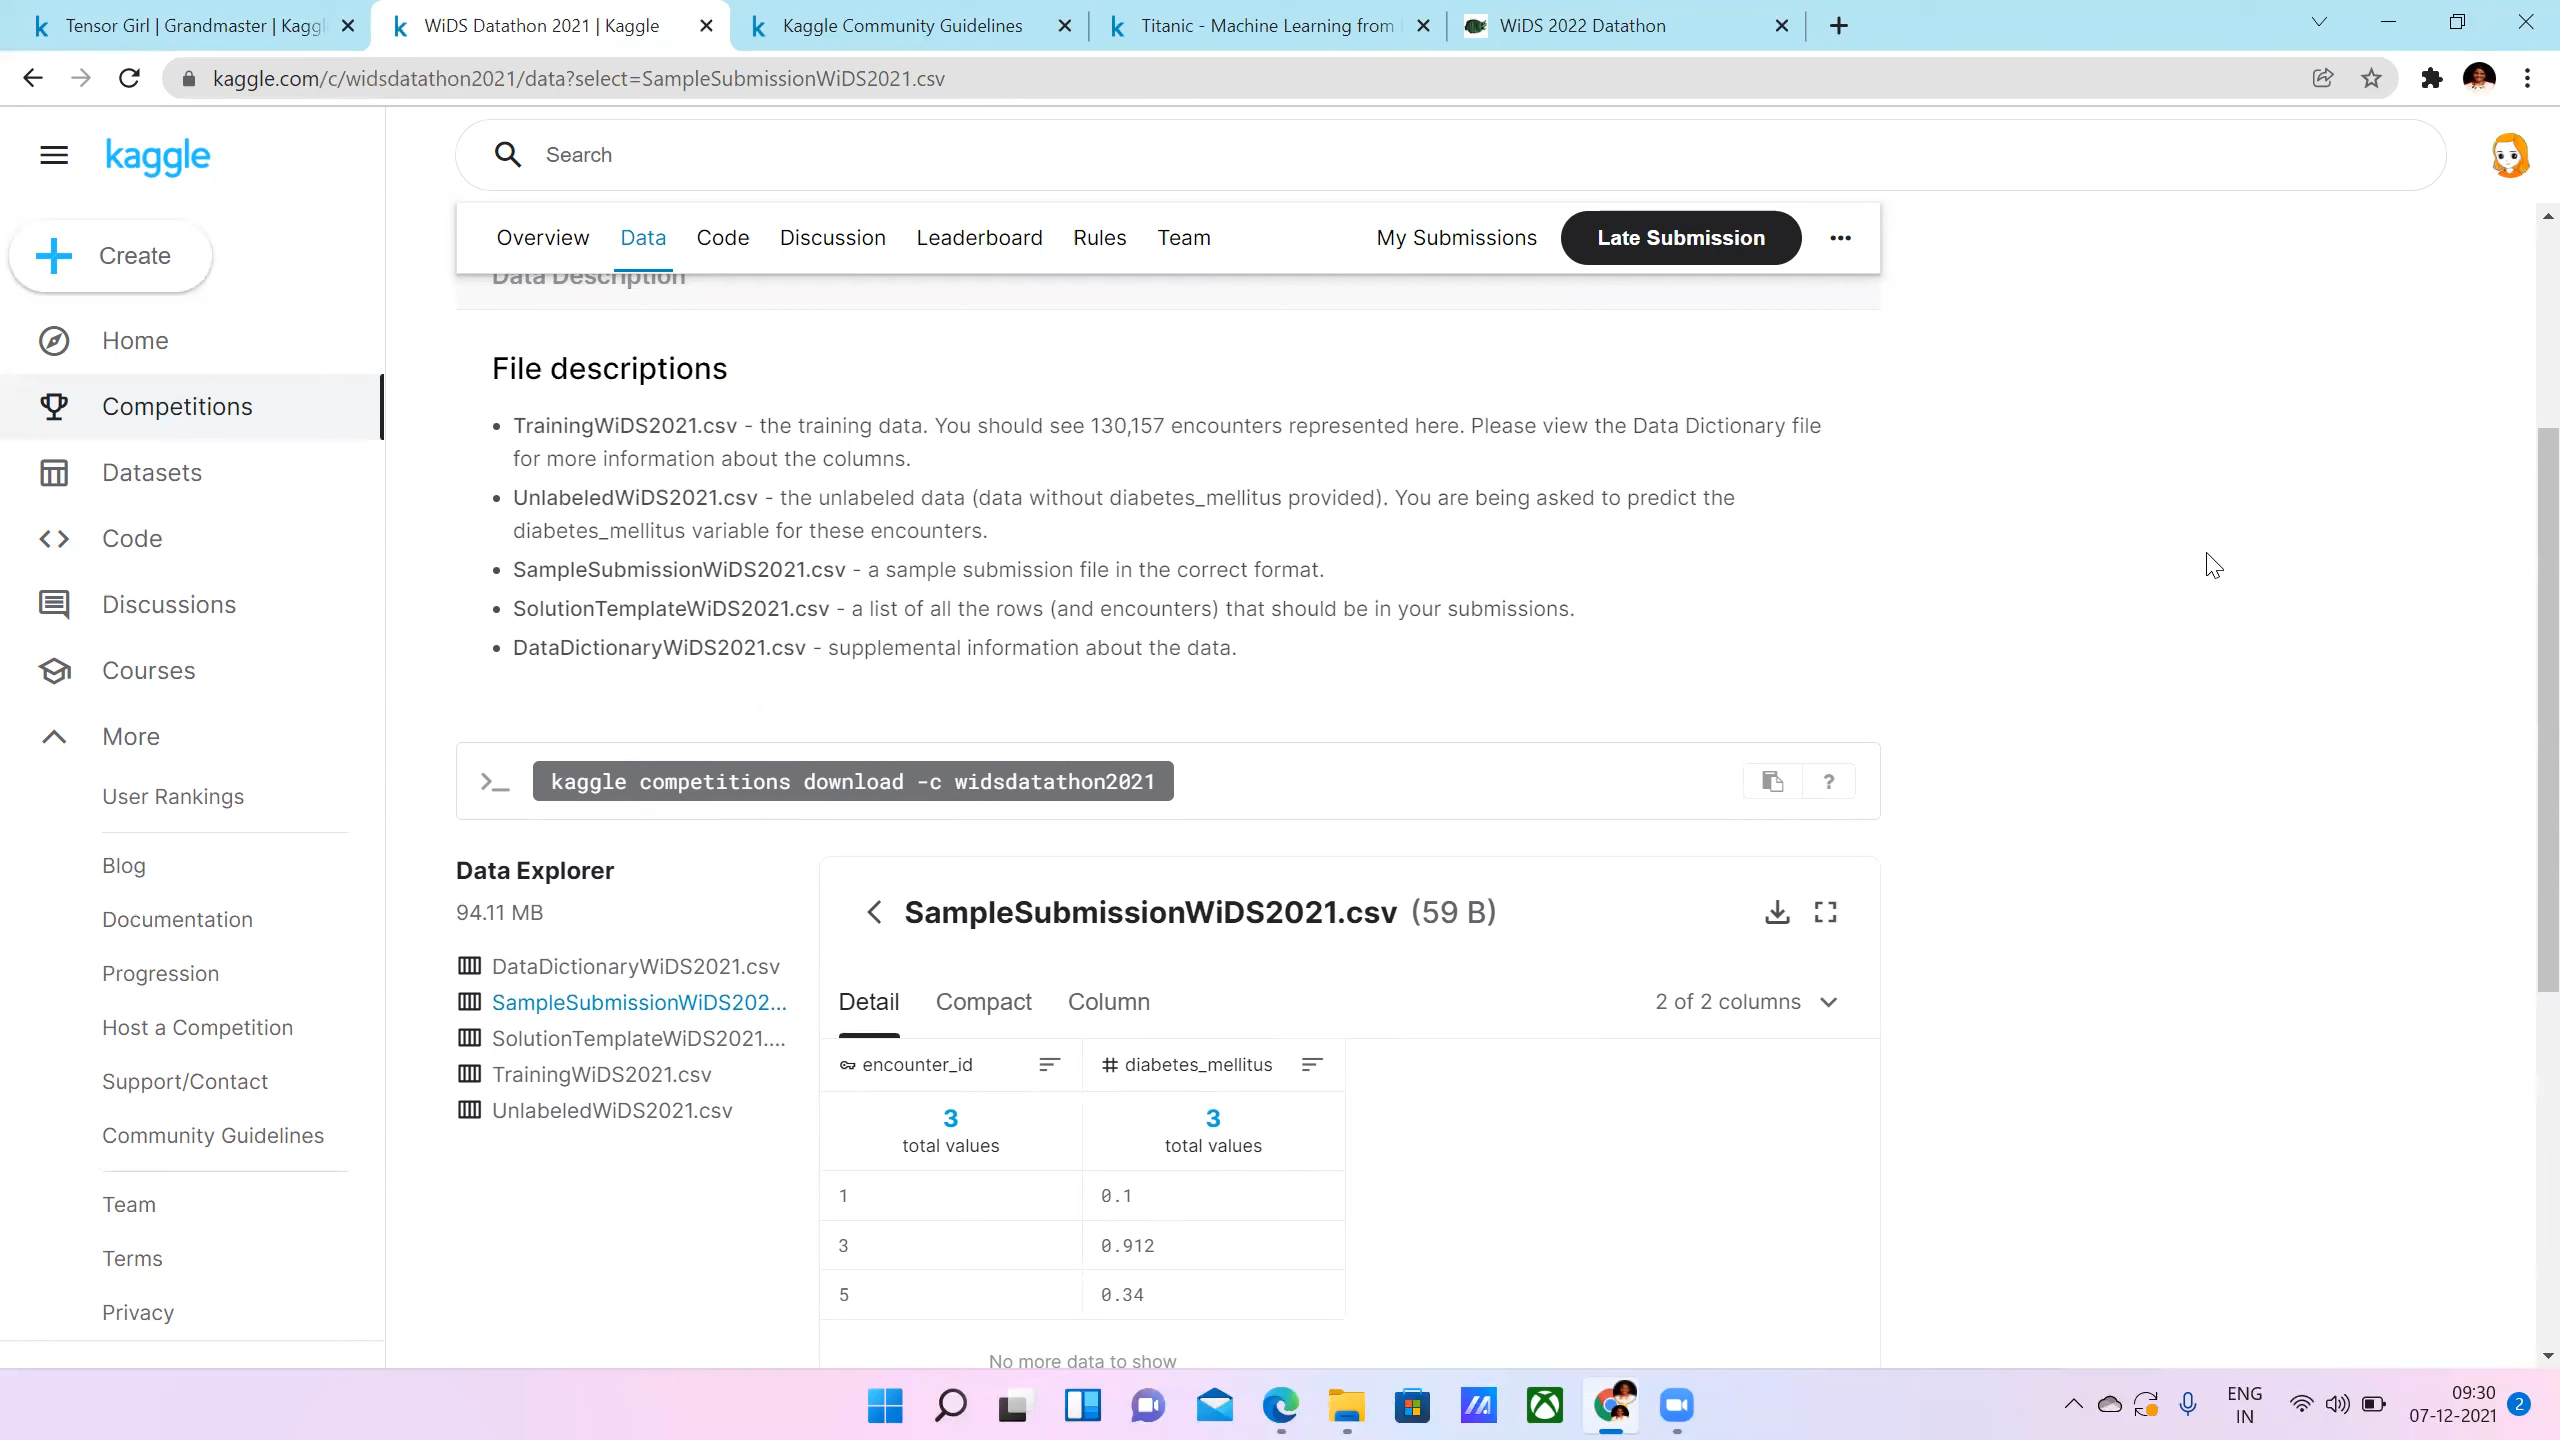 Tensor Girl | Grandmaster | Kaggl
WiDS Datathon 2021 | Kaggle
Kaggle Community Guidelines
Titanic - Machine Learning from
WiDS 2022 Datathon
kaggle.com/c/widsdatathon2021/data?select=SampleSubmissionWiDS2021.csv
kaggle
Search
Create
Home
Competitions
Datasets
Code
Discussions
Courses
More
User Rankings
Blog
Documentation
Progression
Host a Competition
Support/Contact
Community Guidelines
Team
Terms
Privacy
Overview Data Code Discussion Leaderboard Rules Team My Submissions Late Submission
Data Description
File descriptions
• TrainingWiDS2021.csv - the training data. You should see 130,157 encounters represented here. Please view the Data Dictionary file
for more information about the columns.
• UnlabeledWiDS2021.csv - the unlabeled data (data without diabetes_mellitus provided). You are being asked to predict the
diabetes_mellitus variable for these encounters.
• SampleSubmissionWiDS2021.csv - a sample submission file in the correct format.
• SolutionTemplateWiDS2021.csv - a list of all the rows (and encounters) that should be in your submissions.
• DataDictionaryWiDS2021.csv - supplemental information about the data.
>_ kaggle competitions download -c widsdatathon2021 ?
Data Explorer
94.11 MB
DataDictionaryWiDS2021.csv
SampleSubmissionWiDS202...
SolutionTemplateWiDS2021....
TrainingWiDS2021.csv
UnlabeledWiDS2021.csv
SampleSubmissionWiDS2021.csv (59 B)
Detail Compact Column 2 of 2 columns
encounter_id # diabetes_mellitus
3 3
total values total values
1 0.1
3 0.912
5 0.34
No more data to show
ENG
IN
09:30
07-12-2021
2